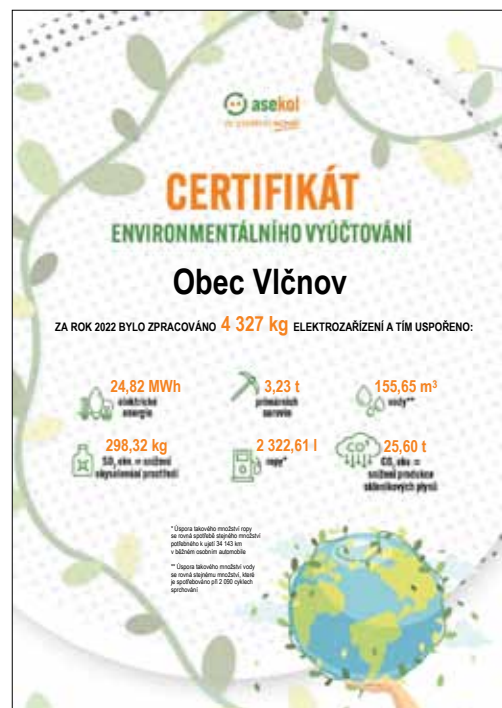 asekol
CERTIFIKÁT
ENVIRONMENTÁLNÍHO VYÚČTOVÁNÍ
Obec Vlčnov
ZA ROK 2022 BYLO ZPRACOVÁNO 4 327 kg ELEKTROZAŘÍZENÍ A TÍM USPOŘENO:
24,82 MWh
elektrické
energie
3,23 t
primárních
surovin
155,65 m³
vody**
298,32 kg
SO₂ ekv. = snížení
okyselování prostředí
2 322,61 l
ropy*
25,60 t
CO₂ ekv. =
snížení produkce
skleníkových plynů
* Úspora takového množství ropy
se rovná spotřebě stejného množství
potřebného k ujetí 34 143 km
v běžném osobním automobile
** Úspora takového množství vody
se rovná stejnému množství, které
je spotřebováno při 2 090 cyklech
sprchování